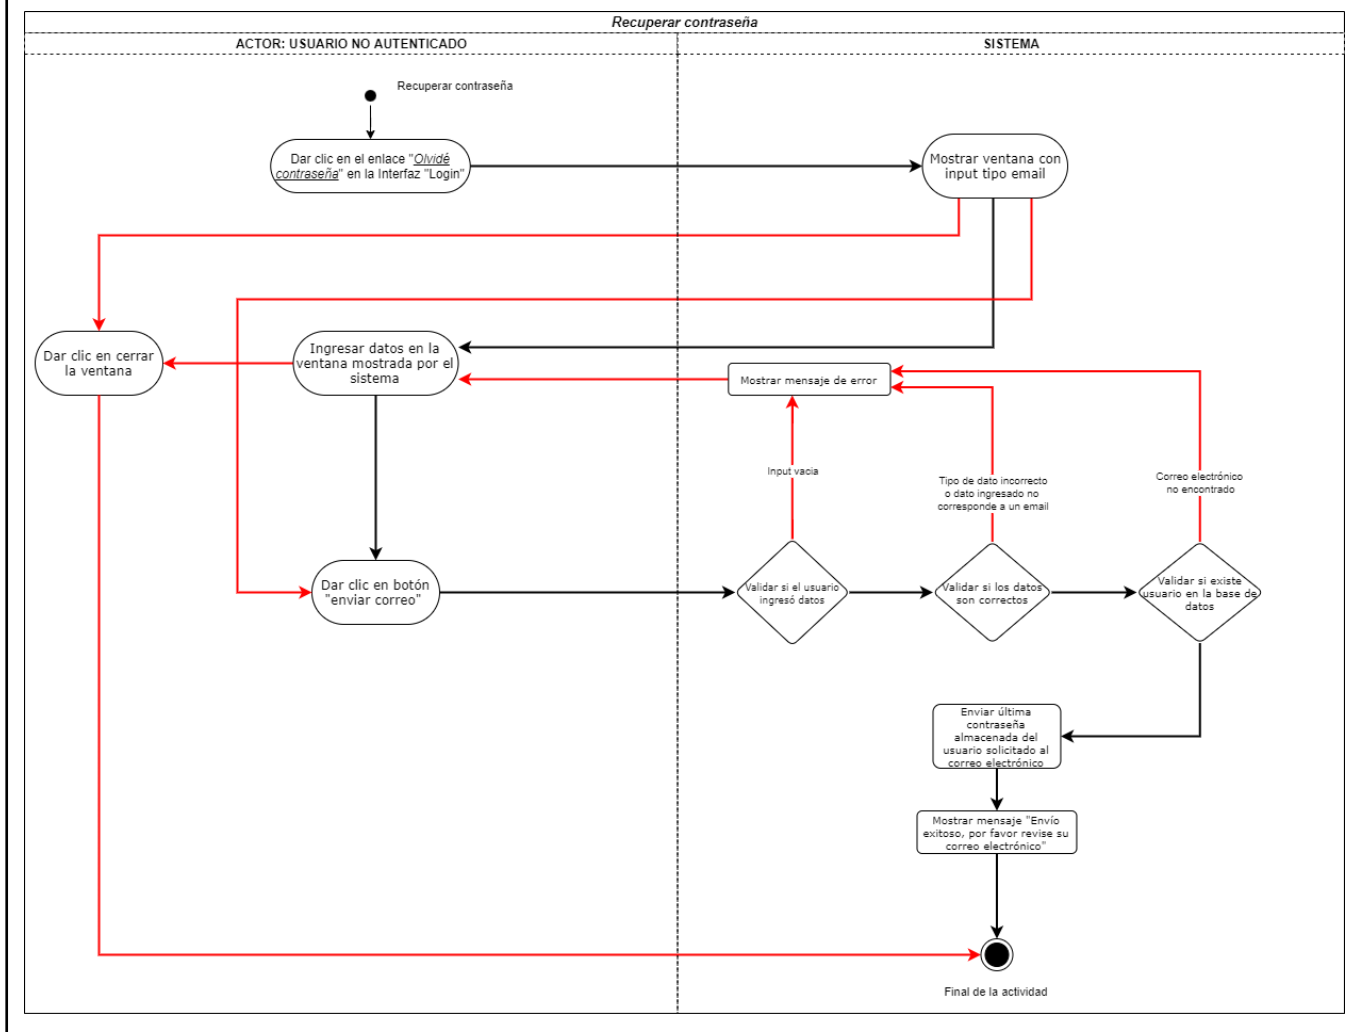 Recuperar contraseña
ACTOR: USUARIO NO AUTENTICADO
SISTEMA
Recuperar contraseña
Dar clic en el enlace "Olvidé
contraseña" en la Interfaz "Login"
Mostrar ventana con
input tipo email
Dar clic en cerrar
la ventana
Ingresar datos en la
ventana mostrada por el
sistema
Mostrar mensaje de error
Input vacia
Tipo de dato incorrecto
o dato ingresado no
corresponde a un email
Correo electrónico
no encontrado
Dar clic en botón
"enviar correo"
Validar si el usuario
ingresó datos
Validar si los datos
son correctos
Validar si existe
usuario en la base de
datos
Enviar última
contraseña
almacenada del
usuario solicitado al
correo electrónico
Mostrar mensaje "Envío
exitoso, por favor revise su
correo electrónico"
Final de la actividad